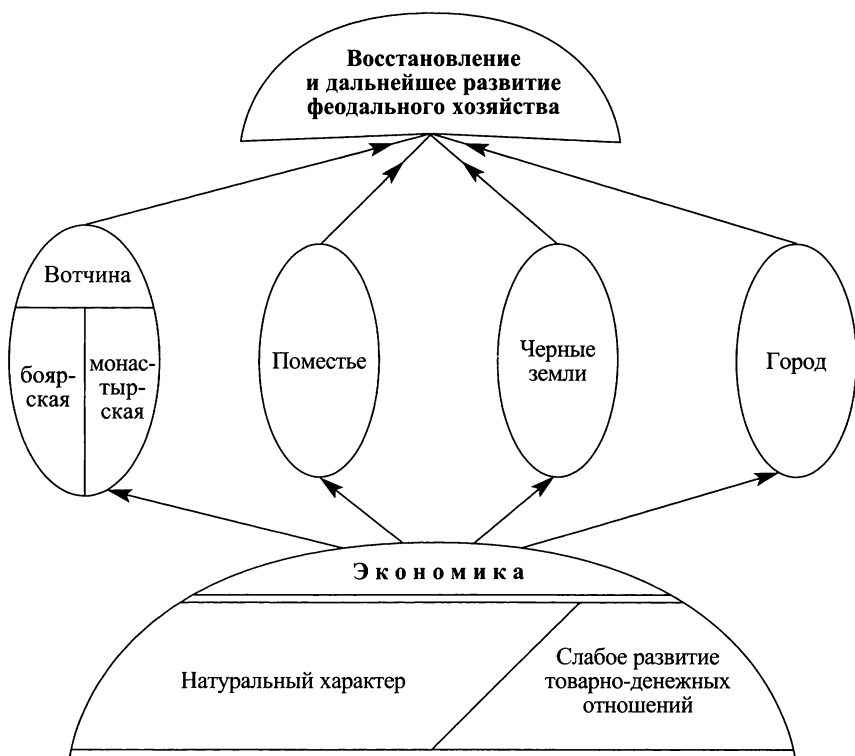 Восстановление
и дальнейшее развитие
феодального хозяйства
Вотчина
бояр-
ская
монас-
тыр-
ская
Поместье
Черные
земли
Город
Экономика
Натуральный характер
Слабое развитие
товарно-денежных
отношений